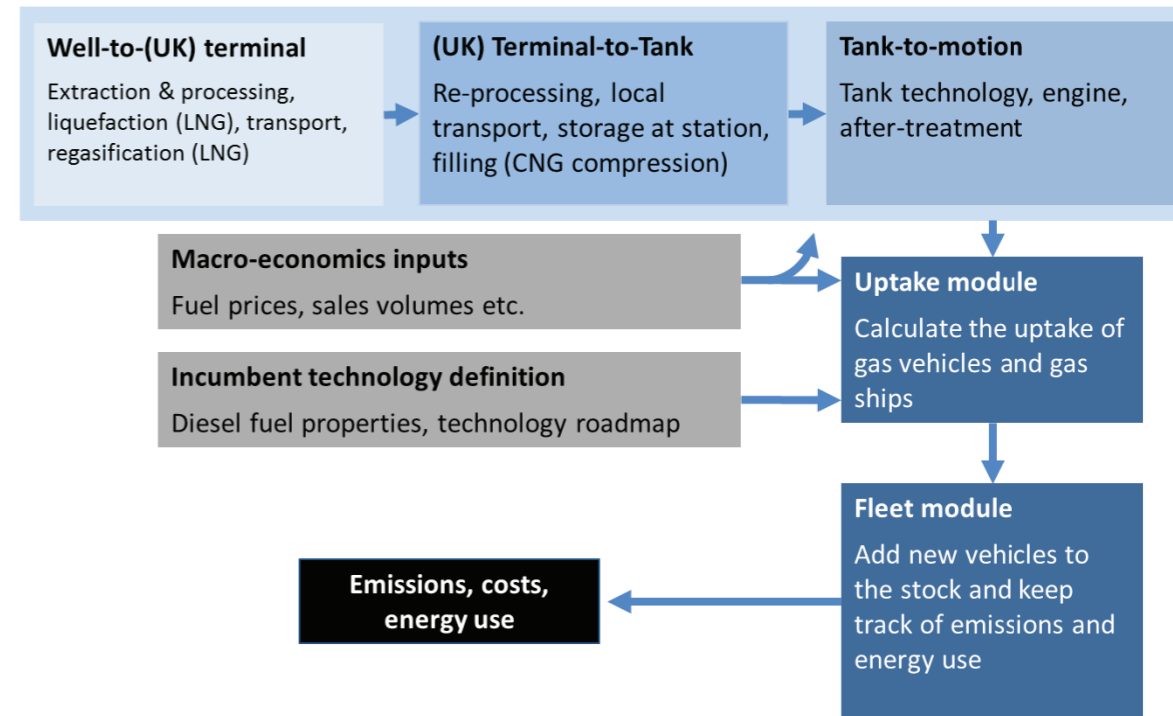 Well-to-(UK) terminal
Extraction & processing,
liquefaction (LNG), transport,
regasification (LNG)
(UK) Terminal-to-Tank
Re-processing, local
transport, storage at station,
filling (CNG compression)
Tank-to-motion
Tank technology, engine,
after-treatment
Macro-economics inputs
Fuel prices, sales volumes etc.
Incumbent technology definition
Diesel fuel properties, technology roadmap
Uptake module
Calculate the uptake of
gas vehicles and gas
ships
Fleet module
Add new vehicles to
the stock and keep
track of emissions and
energy use
Emissions, costs,
energy use